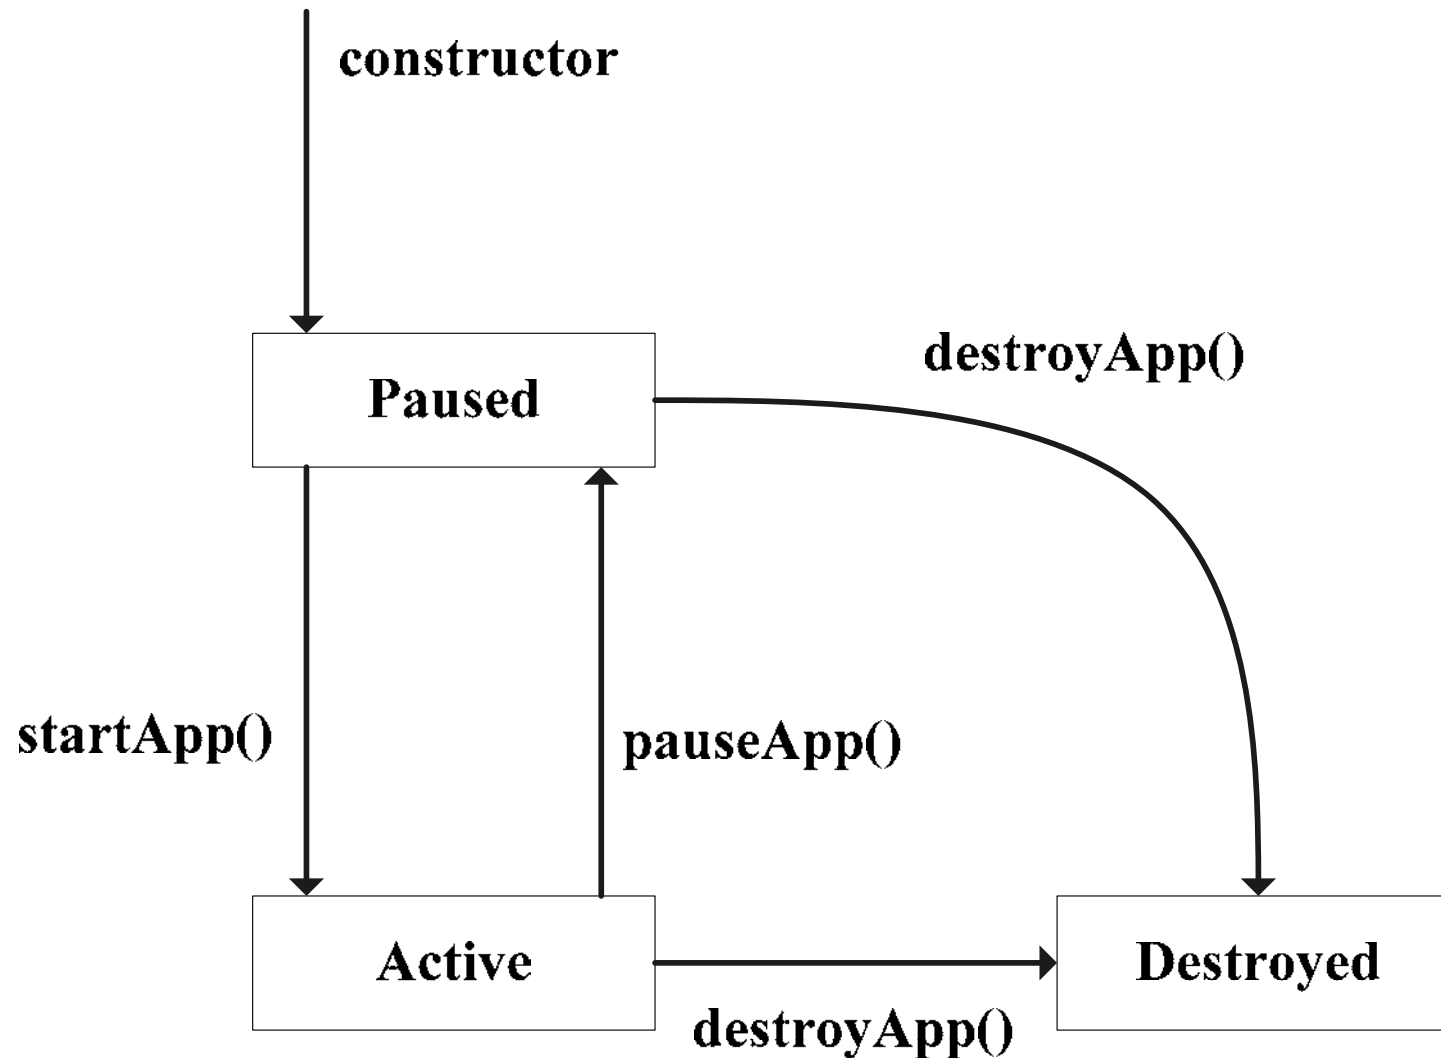 constructor
destroyApp()
Paused
startApp()
pauseApp()
Active
Destroyed
destroyApp()